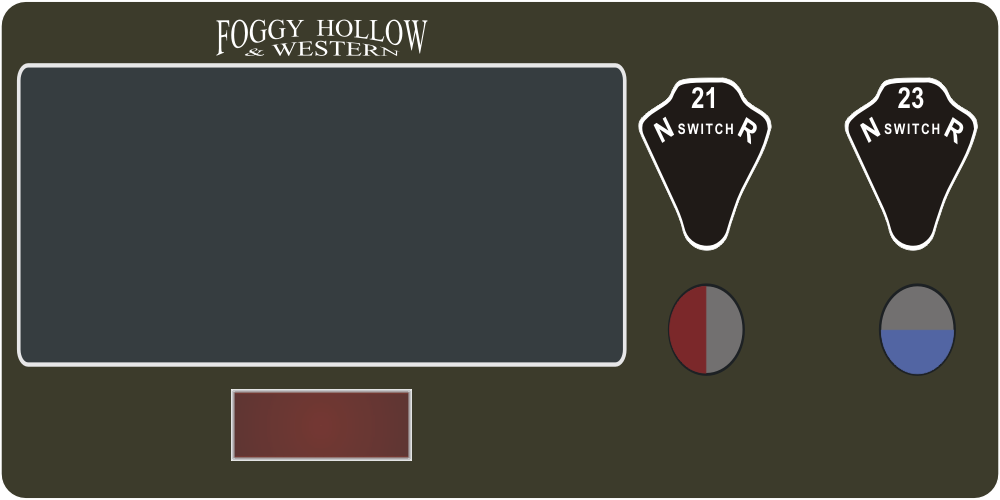 FOGGY HOLLOW
& WESTERN
21
N SWITCH R
23
N SWITCH R